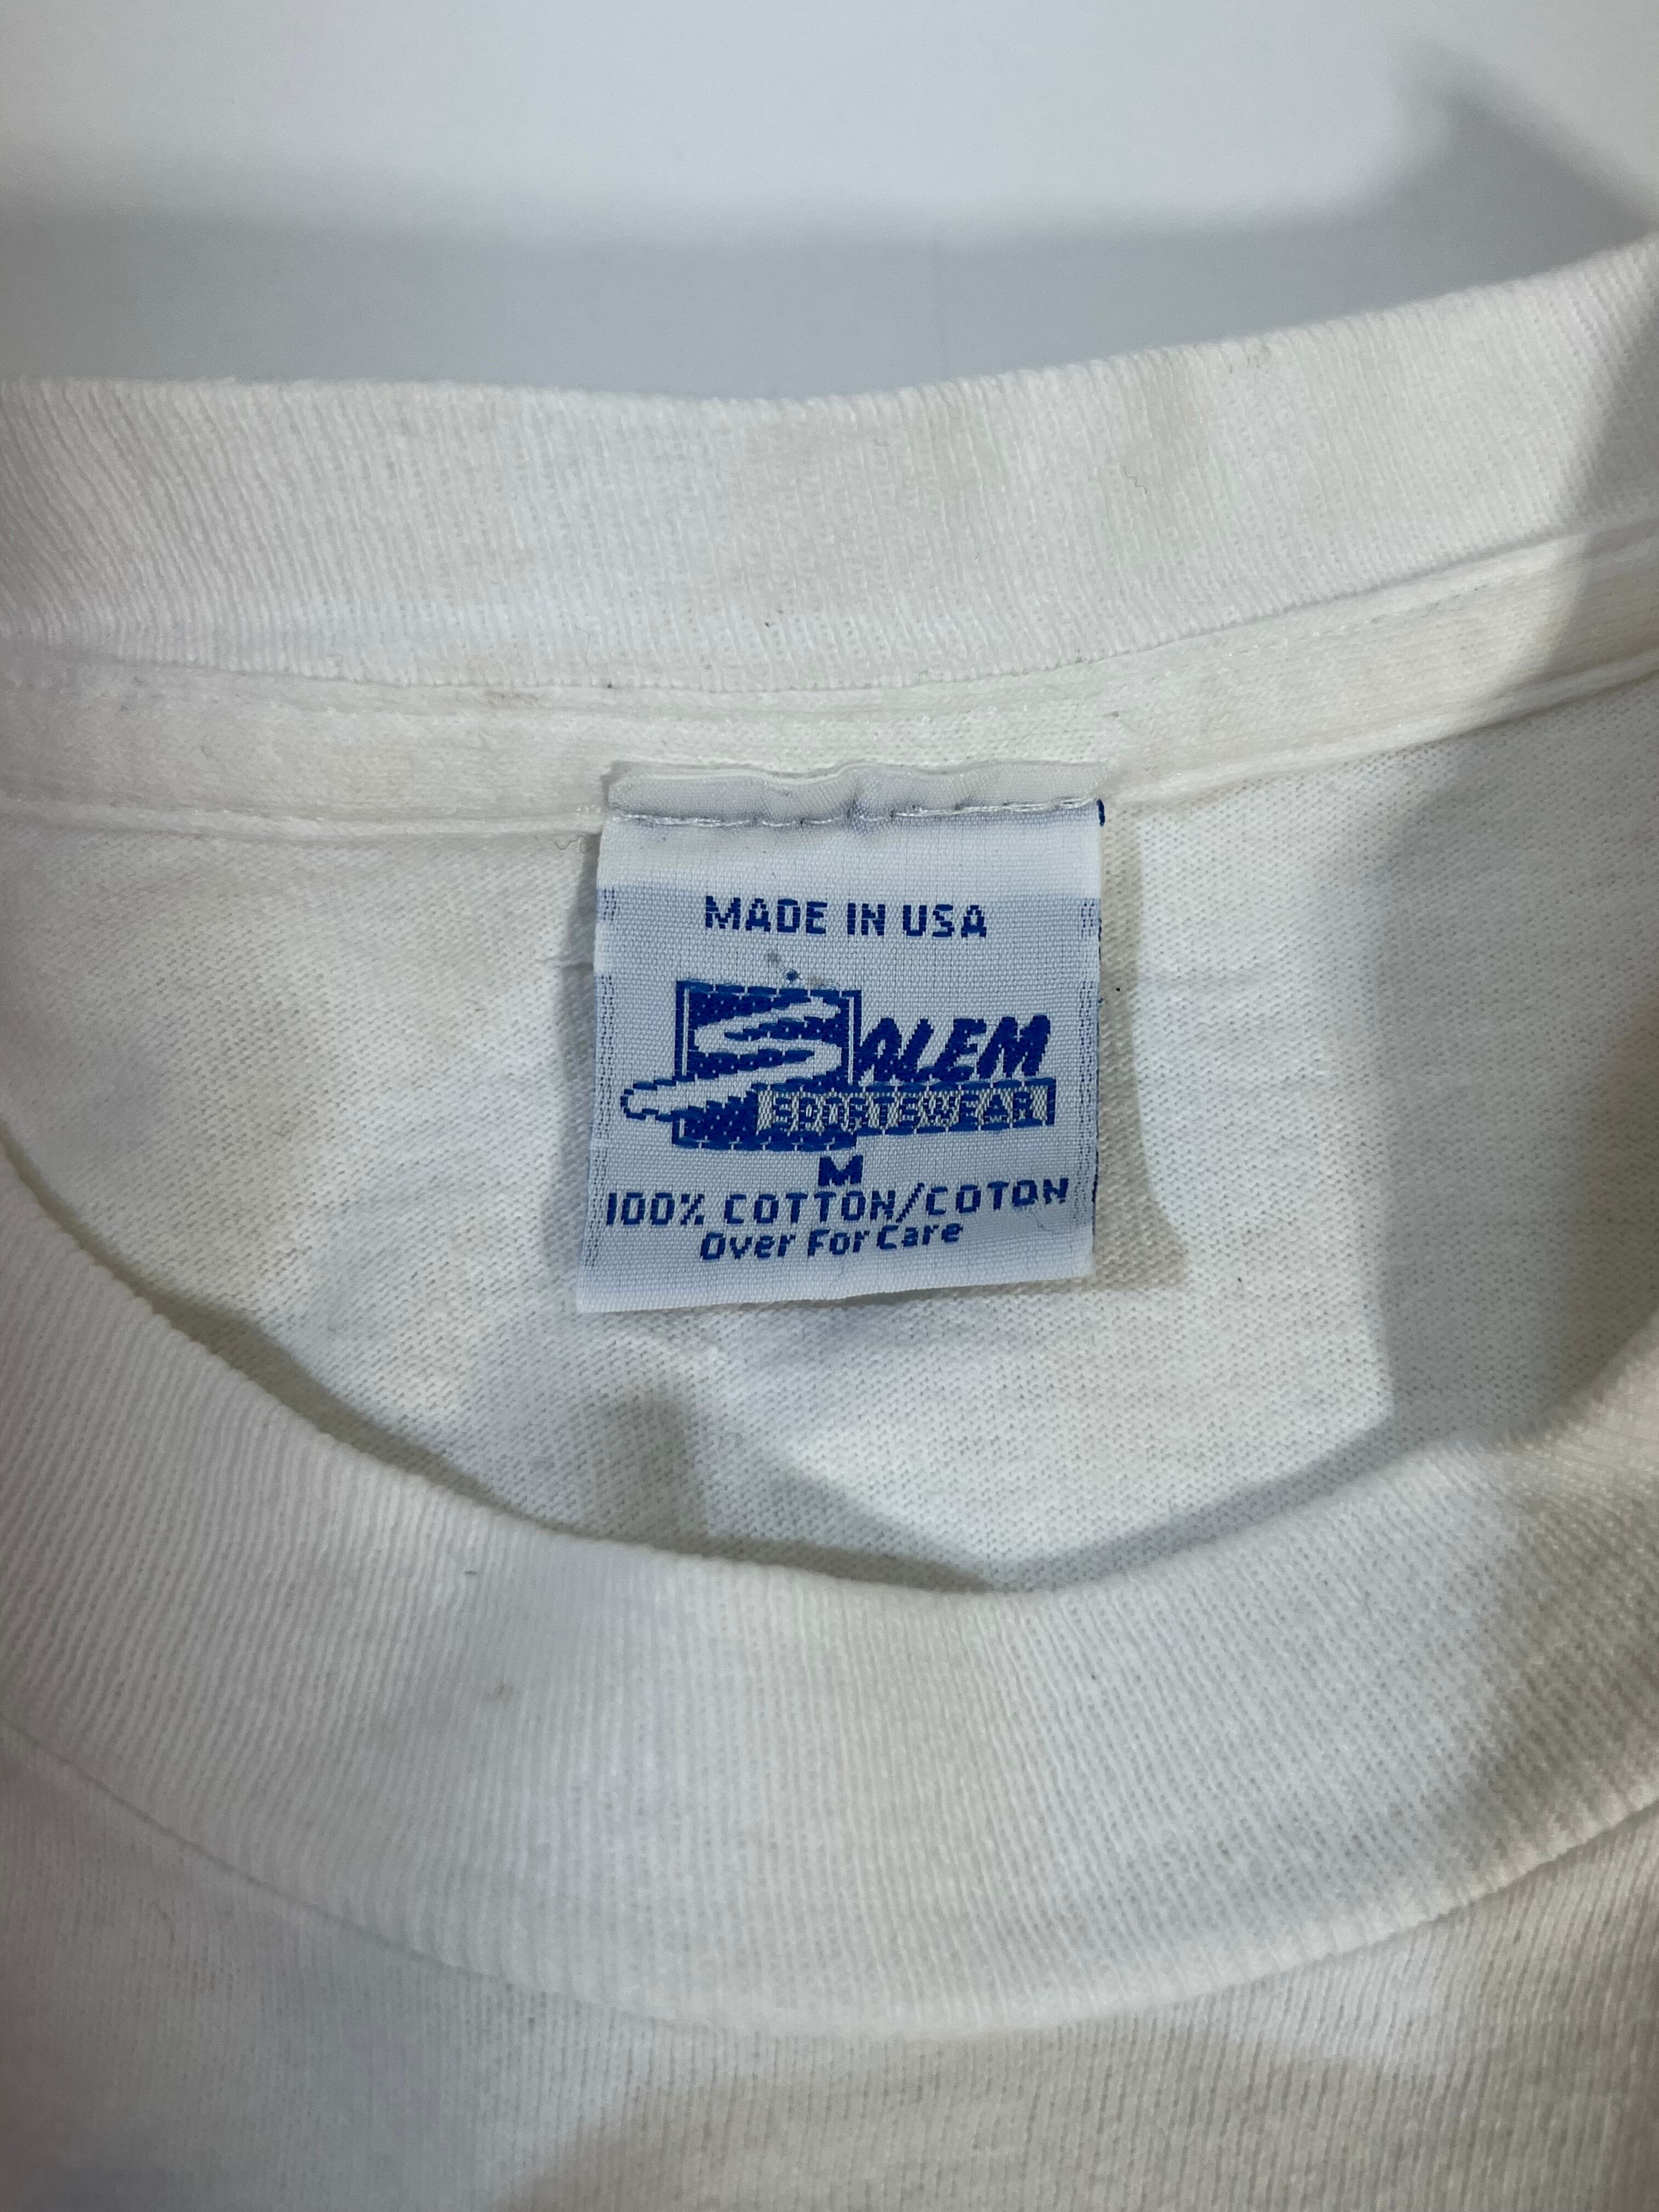 MADE IN USA
SALEM
SPORTSWEAR
M
100% COTTON/COTON
Over For Care